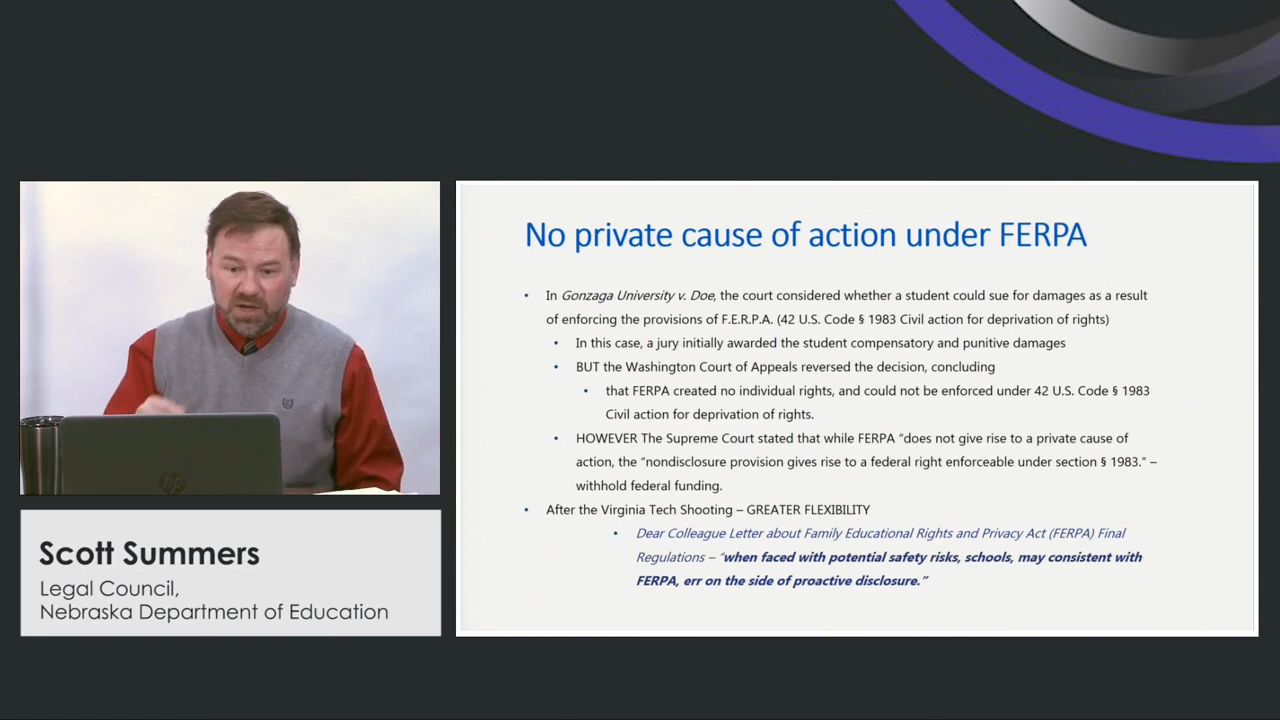 No private cause of action under FERPA
• In Gonzaga University v. Doe, the court considered whether a student could sue for damages as a result
of enforcing the provisions of F.E.R.P.A. (42 U.S. Code § 1983 Civil action for deprivation of rights)
• In this case, a jury initially awarded the student compensatory and punitive damages
• BUT the Washington Court of Appeals reversed the decision, concluding
• that FERPA created no individual rights, and could not be enforced under 42 U.S. Code § 1983
Civil action for deprivation of rights.
• HOWEVER The Supreme Court stated that while FERPA “does not give rise to a private cause of
action, the “nondisclosure provision gives rise to a federal right enforceable under section § 1983.” –
withhold federal funding.
• After the Virginia Tech Shooting – GREATER FLEXIBILITY
• Dear Colleague Letter about Family Educational Rights and Privacy Act (FERPA) Final
Regulations – “when faced with potential safety risks, schools, may consistent with
FERPA, err on the side of proactive disclosure.”
hp
Scott Summers
Legal Council,
Nebraska Department of Education